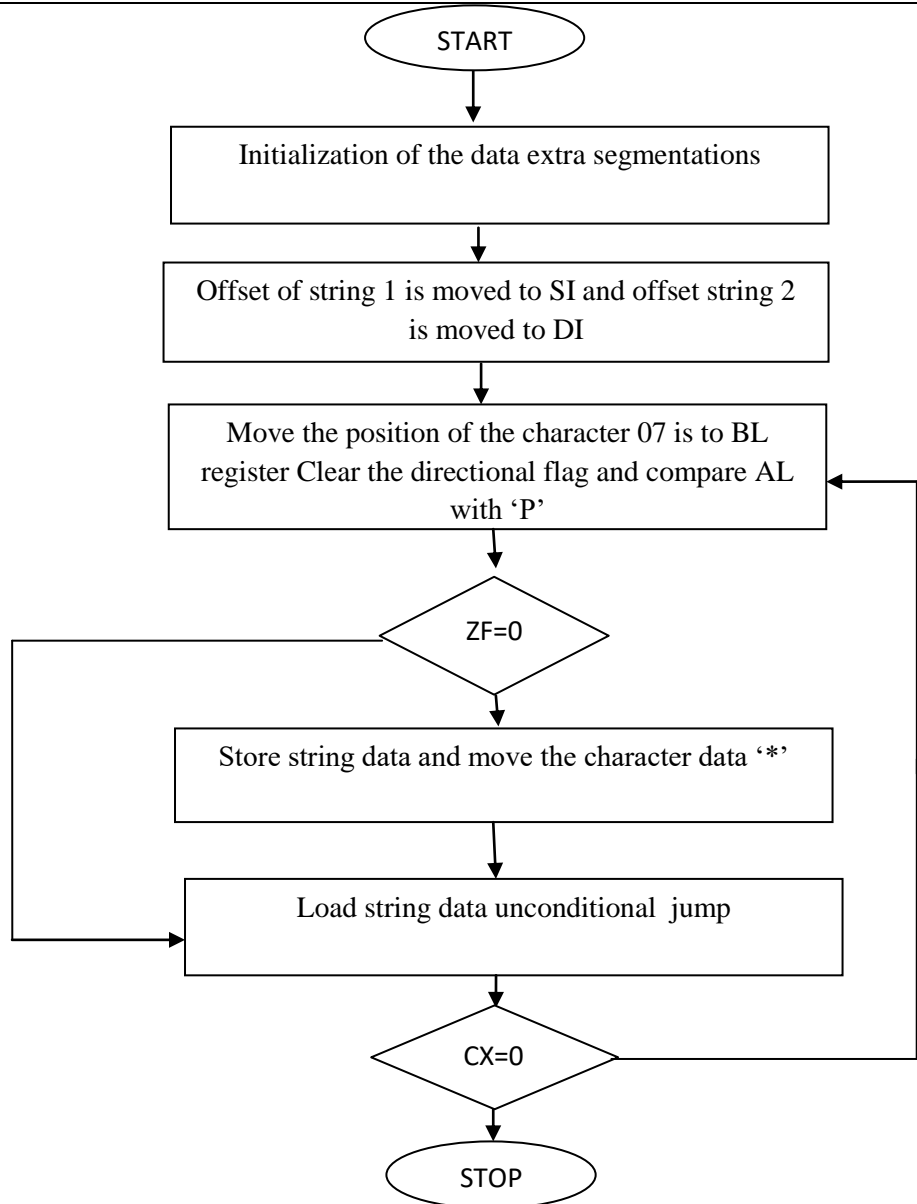 START
Initialization of the data extra segmentations
Offset of string 1 is moved to SI and offset string 2
is moved to DI
Move the position of the character 07 is to BL
register Clear the directional flag and compare AL
with ‘P’
ZF=0
Store string data and move the character data ‘*’
Load string data unconditional  jump
CX=0
STOP